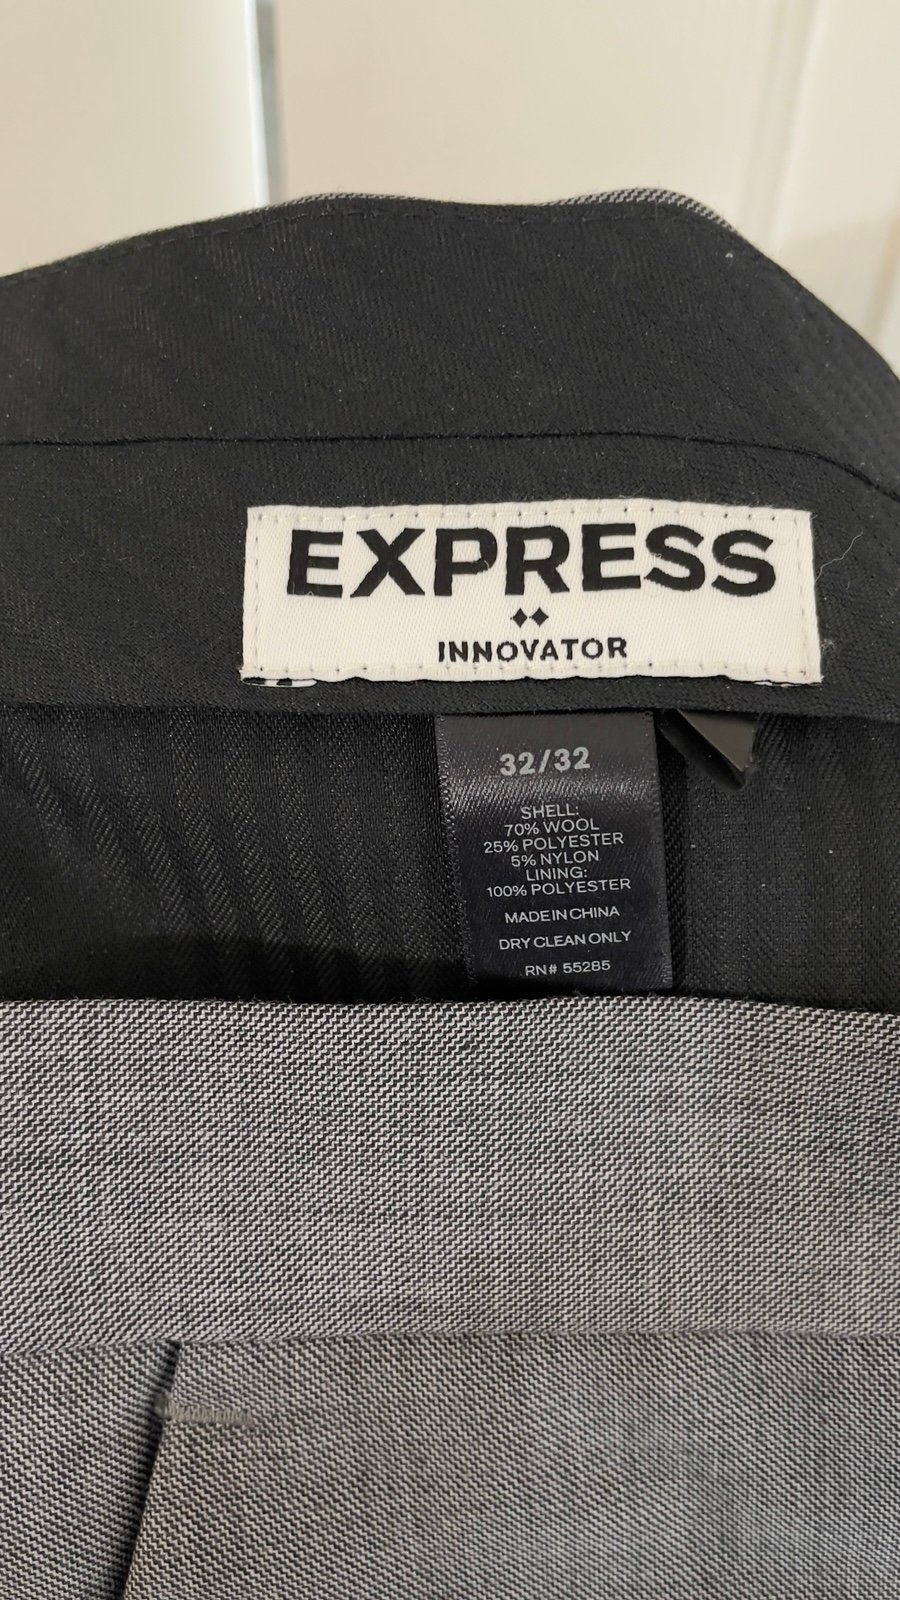 EXPRESS
INNOVATOR
32/32
SHELL:
70% WOOL
25% POLYESTER
5% NYLON
LINING:
100% POLYESTER
MADE IN CHINA
DRY CLEAN ONLY
RN# 55285